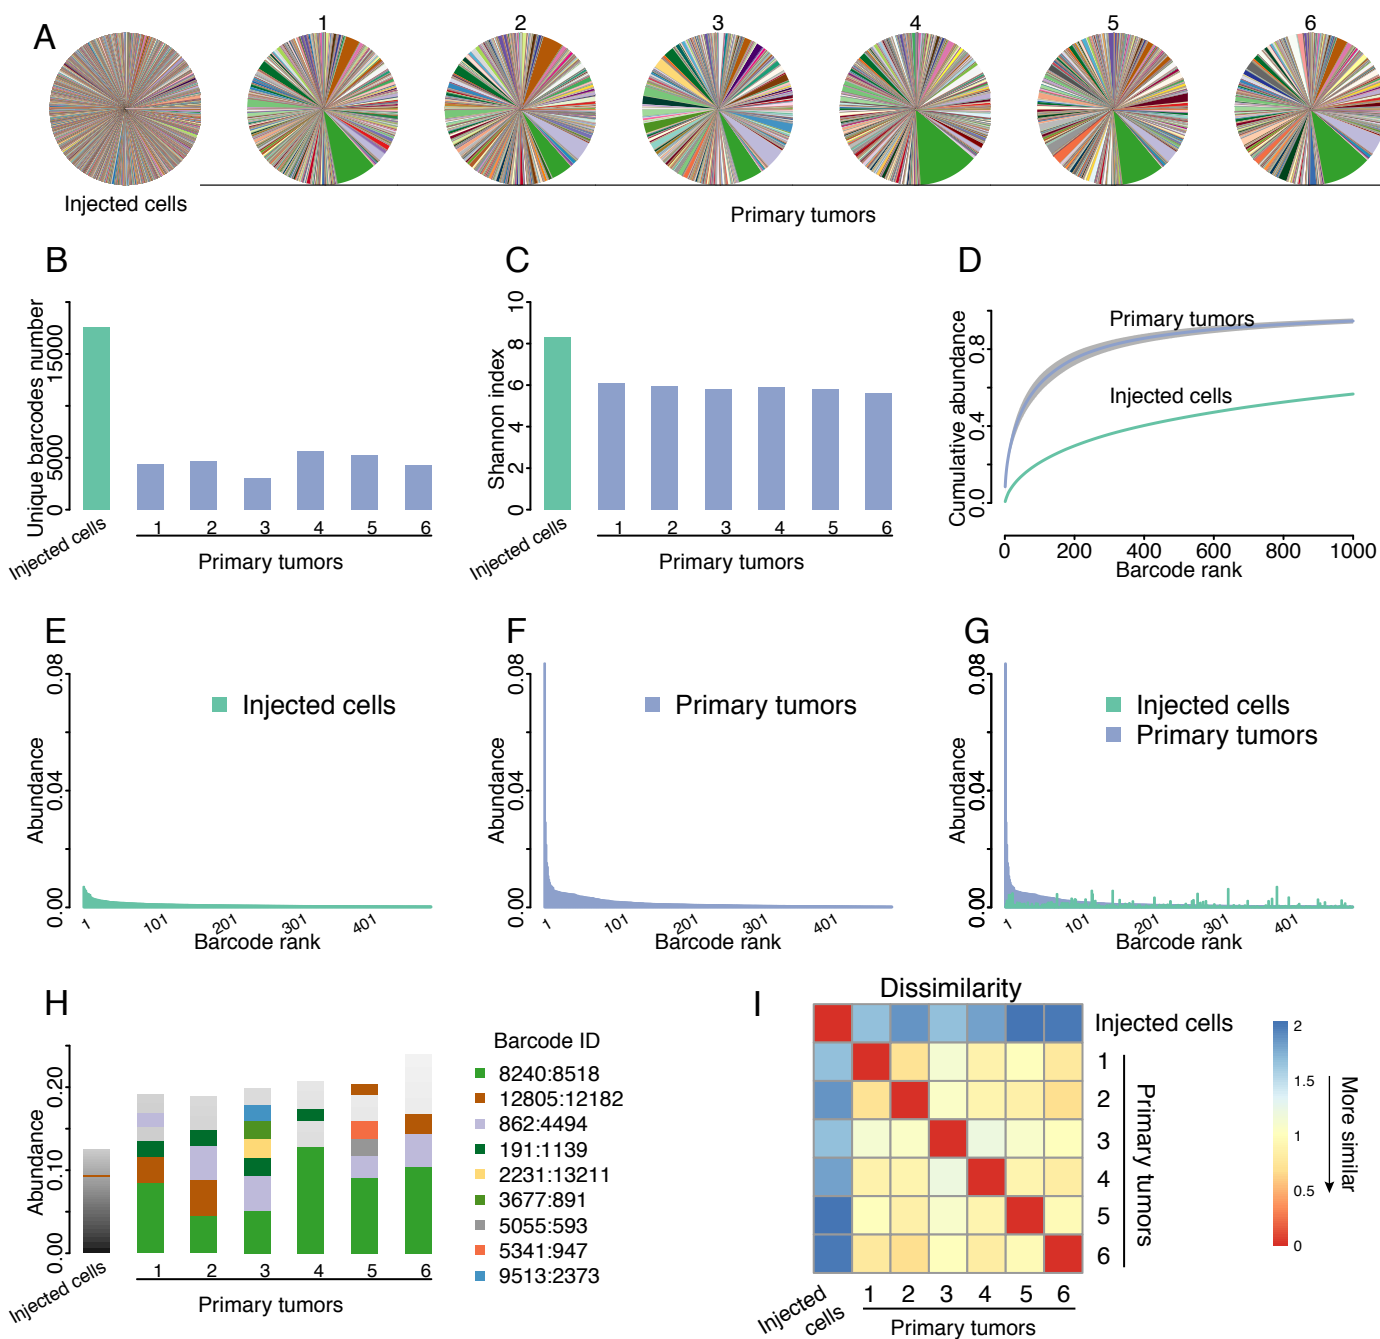 A
1 2 3 4 5 6
Injected cells
Primary tumors
B
Unique barcodes number
0 5000 15000
Injected cells
1 2 3 4 5 6
Primary tumors
C
Shannon index
0 2 4 6 8 10
Injected cells
1 2 3 4 5 6
Primary tumors
D
Cumulative abundance
0.0 0.4 0.8
Primary tumors
Injected cells
0 200 400 600 800 1000
Barcode rank
E
Abundance
0.00 0.04 0.08
Injected cells
1 101 201 301 401
Barcode rank
F
Abundance
0.00 0.04 0.08
Primary tumors
1 101 201 301 401
Barcode rank
G
Abundance
0.00 0.04 0.08
Injected cells
Primary tumors
1 101 201 301 401
Barcode rank
H
Abundance
0.00 0.10 0.20
Injected cells
1 2 3 4 5 6
Primary tumors
Barcode ID
8240:8518
12805:12182
862:4494
191:1139
2231:13211
3677:891
5055:593
5341:947
9513:2373
I
Dissimilarity
Injected cells
1
2
3
4
5
6
Primary tumors
Injected
cells
1 2 3 4 5 6
Primary tumors
2
1.5
1
0.5
0
More similar